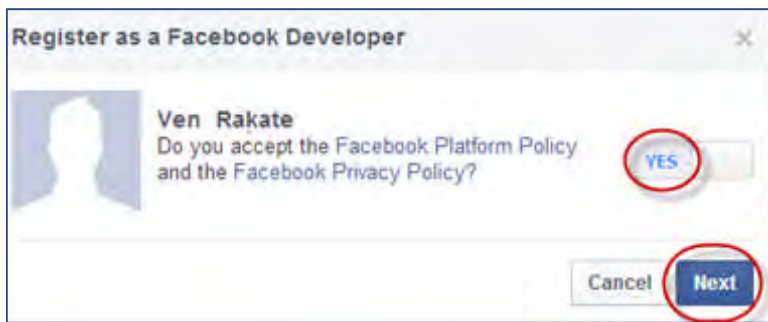 Register as a Facebook Developer
Ven Rakate
Do you accept the Facebook Platform Policy
and the Facebook Privacy Policy?
YES
Cancel
Next